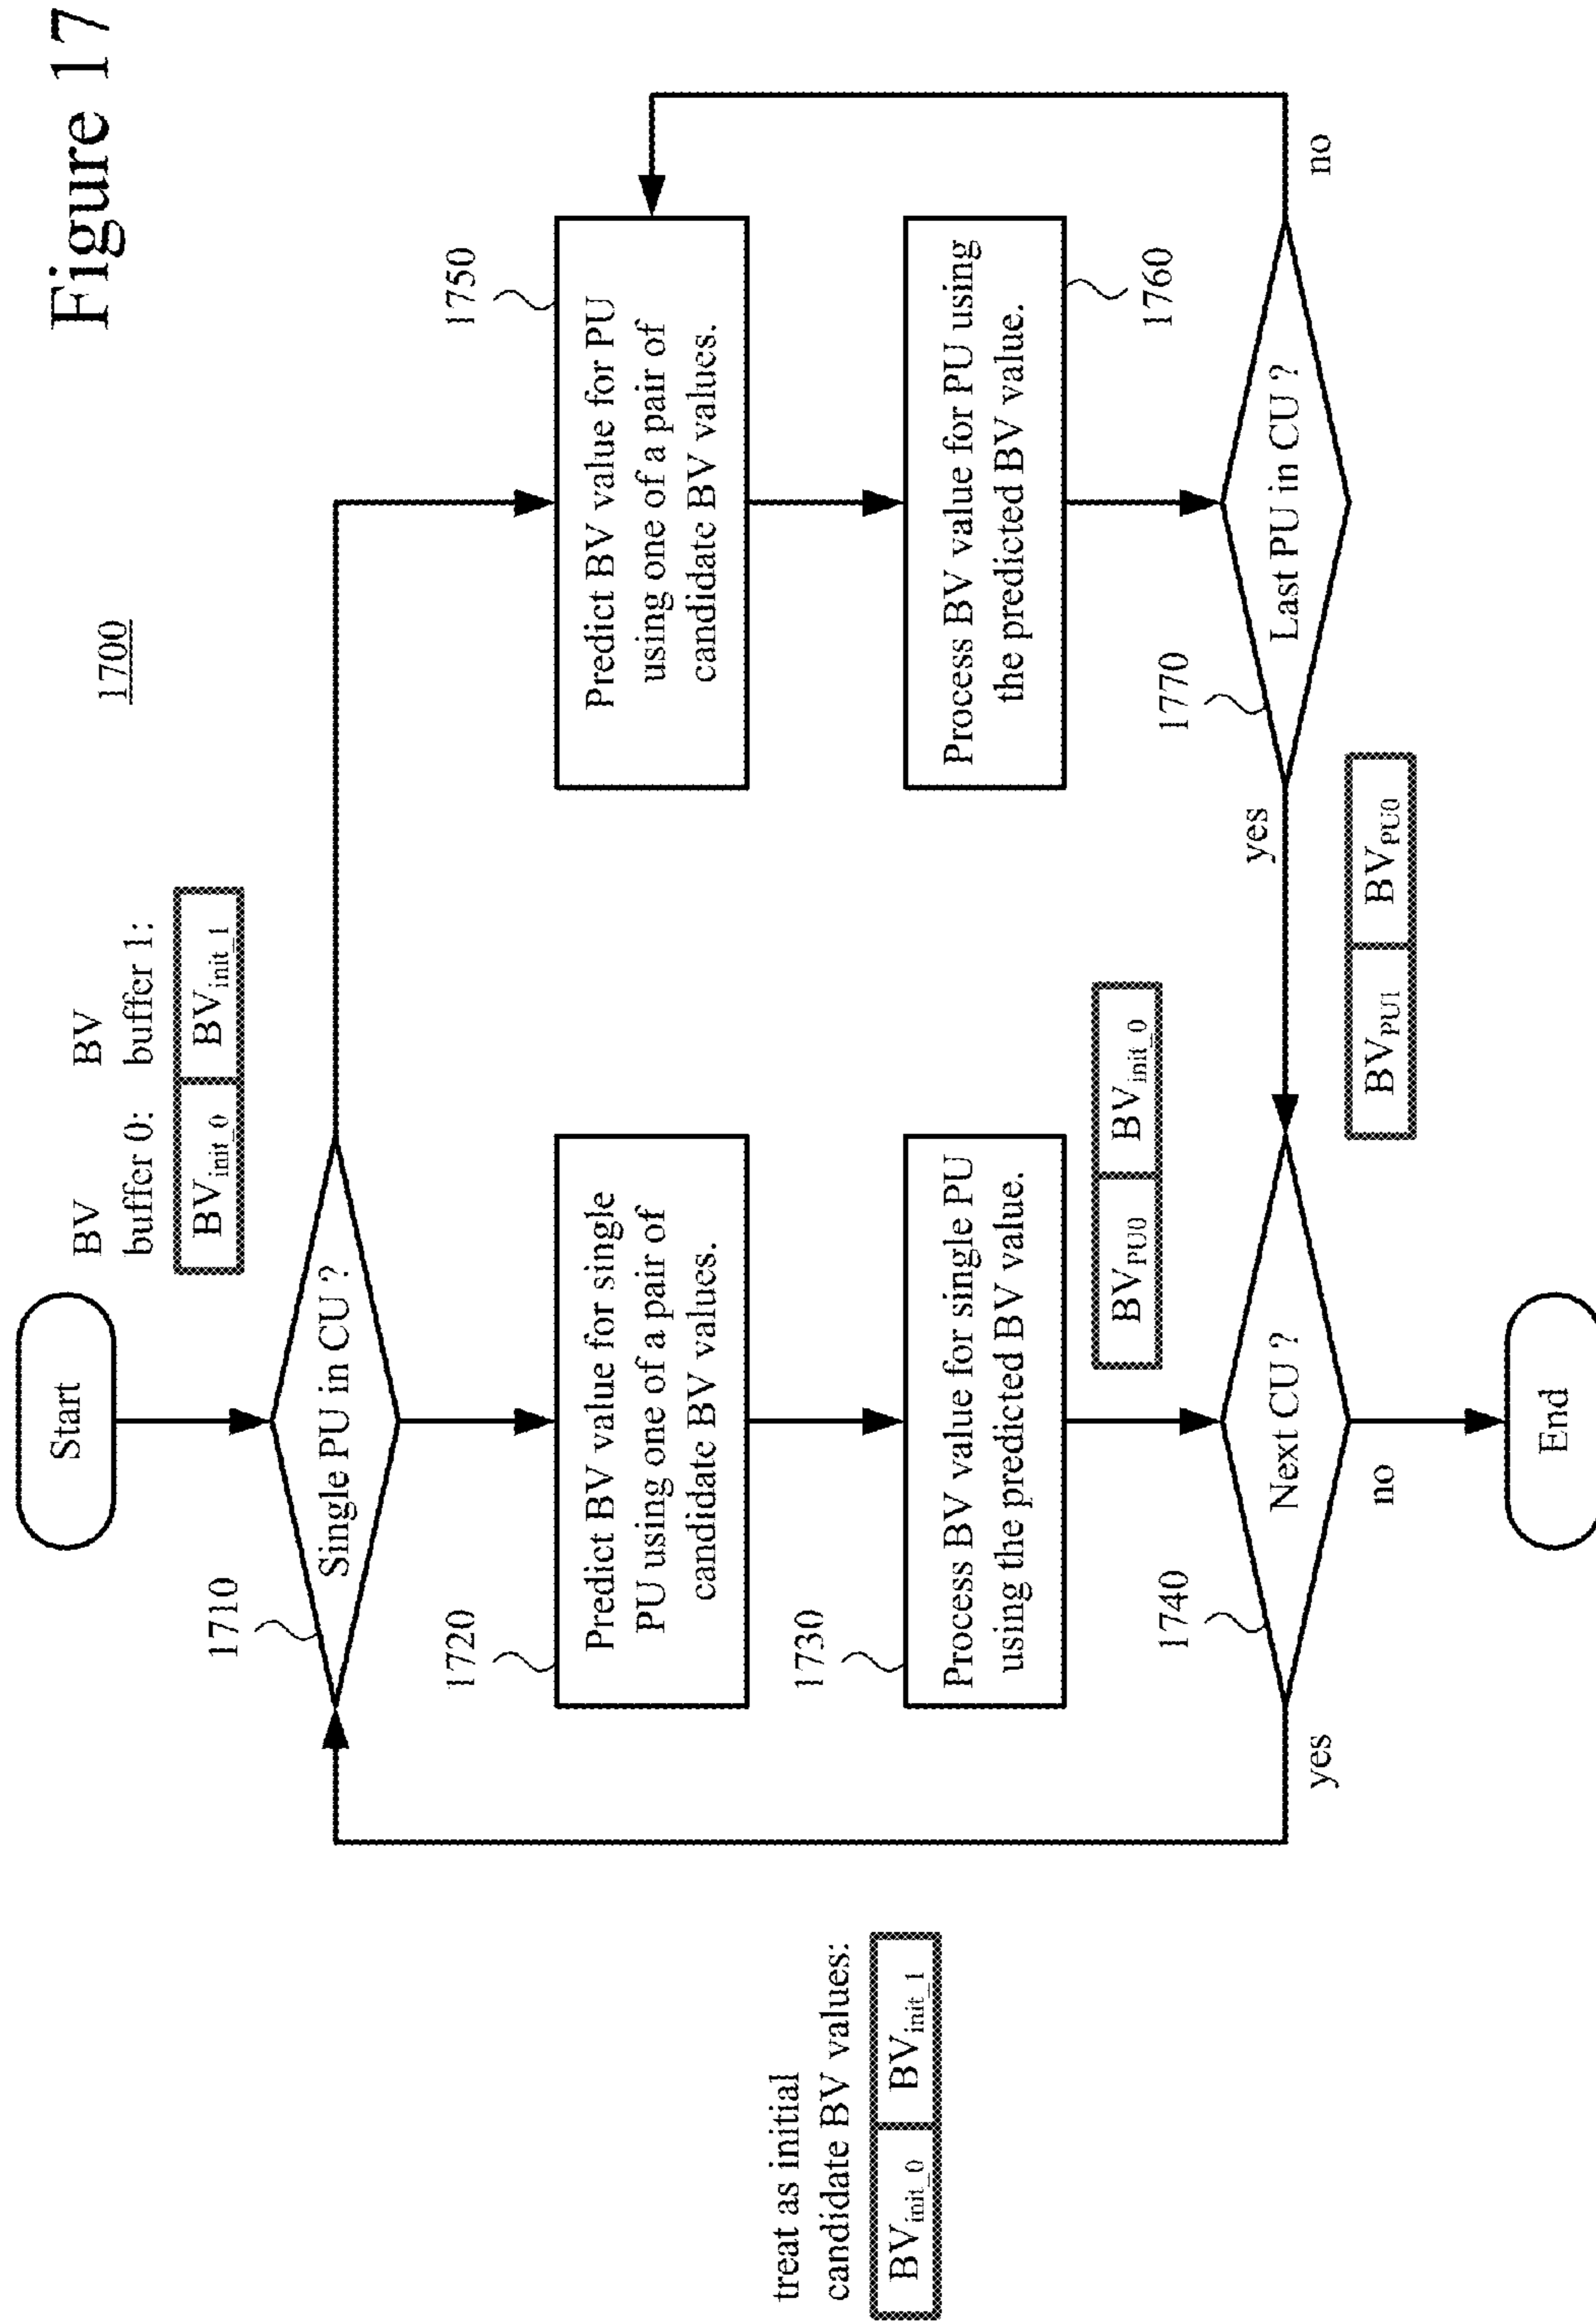 Figure 17
1700
Start
BV
buffer 0:
BV
buffer 1:
BVinit_0
BVinit_1
1710
Single PU in CU ?
1720
Predict BV value for single
PU using one of a pair of
candidate BV values.
1750
Predict BV value for PU
using one of a pair of
candidate BV values.
treat as initial
candidate BV values:
BVinit_0
BVinit_1
1730
Process BV value for single PU
using the predicted BV value.
1760
Process BV value for PU using
the predicted BV value.
BVPU0
BVinit_0
1740
Next CU ?
yes
no
1770
Last PU in CU ?
yes
no
BVPU1
BVPU0
End